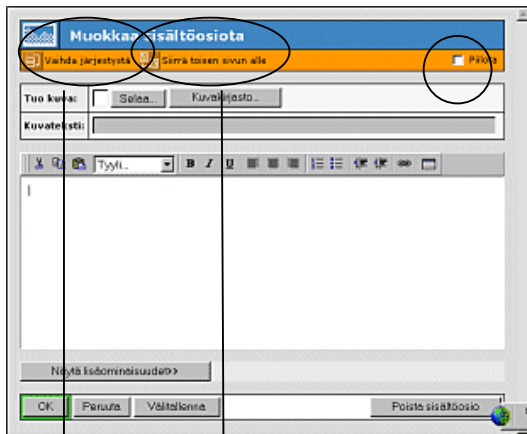 Muokkaa sisältöosiota
Vaihda järjestystä Siirrä toisen sivun alle Piilota
Tuo kuva: Selaa... Kuvakirjasto...
Kuvateksti:
Tyyli... B I U
Näytä lisäominaisuudet>>
OK Peruuta Välitallenna Poista sisältöosio